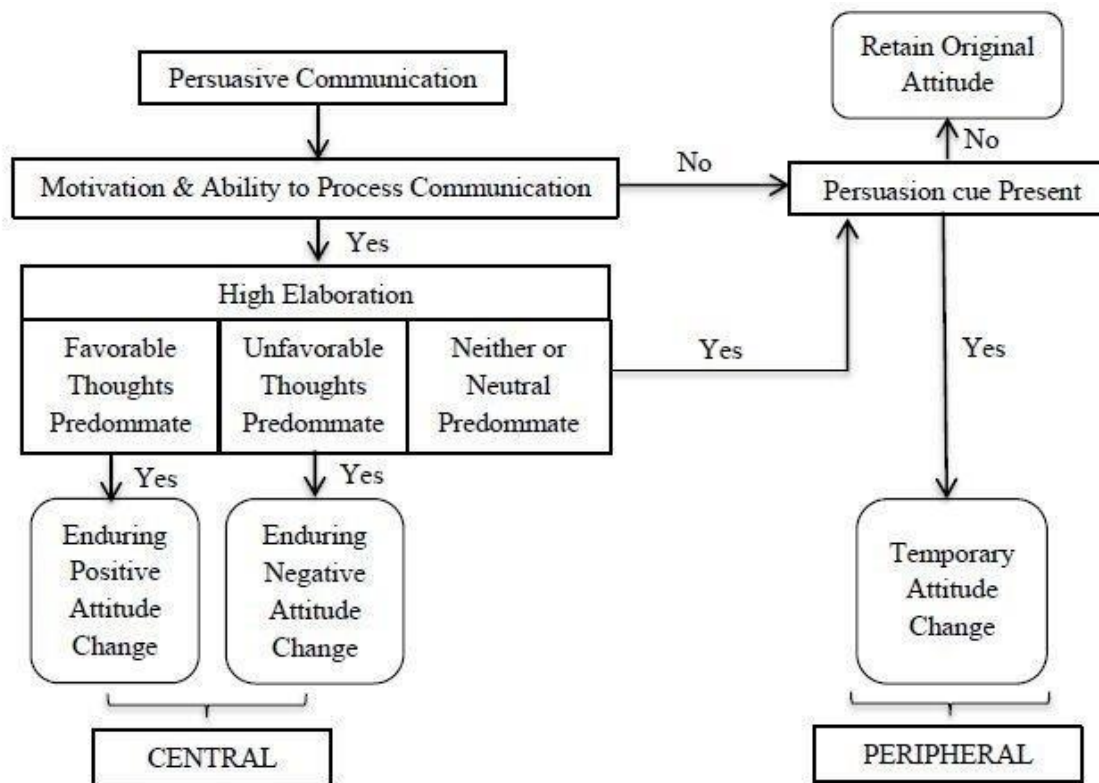 Retain Original
Attitude
Persuasive Communication
No
Motivation & Ability to Process Communication
No
Persuasion cue Present
Yes
High Elaboration
Favorable
Thoughts
Predommate
Unfavorable
Thoughts
Predommate
Neither or
Neutral
Predommate
Yes
Yes
Yes
Yes
Enduring
Positive
Attitude
Change
Enduring
Negative
Attitude
Change
Temporary
Attitude
Change
CENTRAL
PERIPHERAL